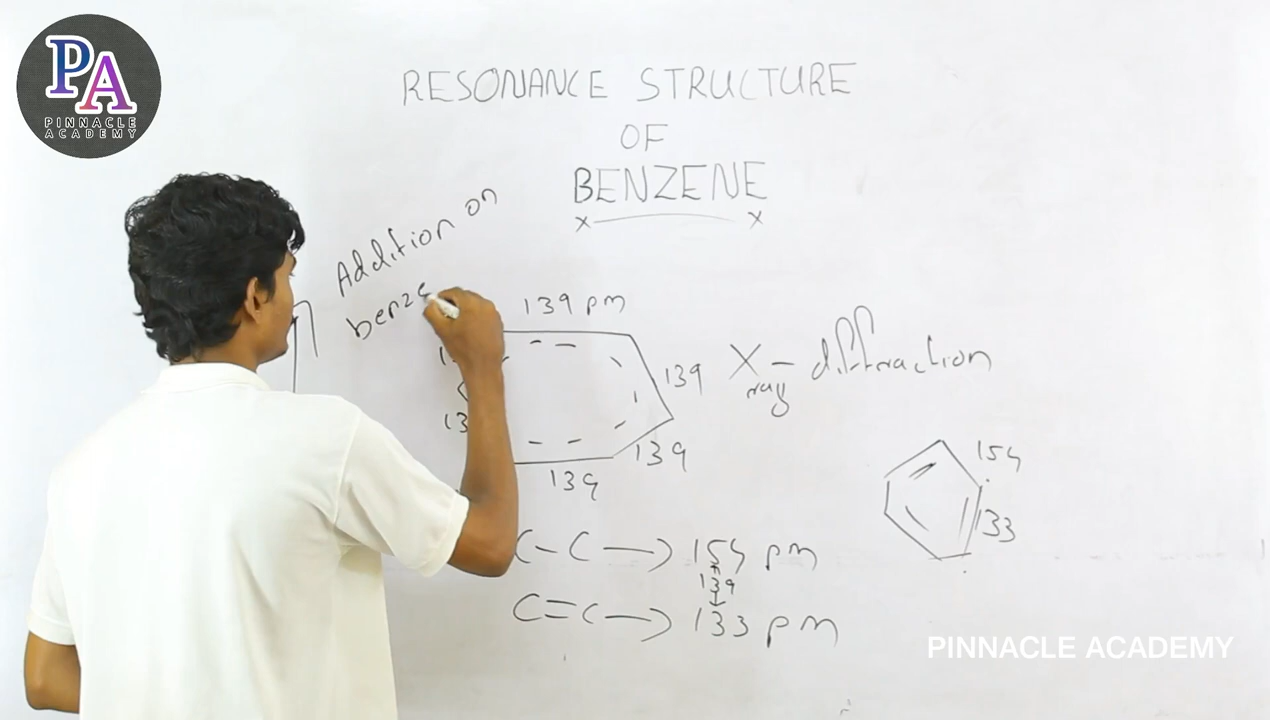 PA
PINNACLE
ACADEMY
RESONANCE STRUCTURE
OF
BENZENE
x x
Addition on
benze
139 pm
139
139
139
13
X-ray diffraction
154
133
C-C → 154 pm
139
C=C → 133 pm
PINNACLE ACADEMY